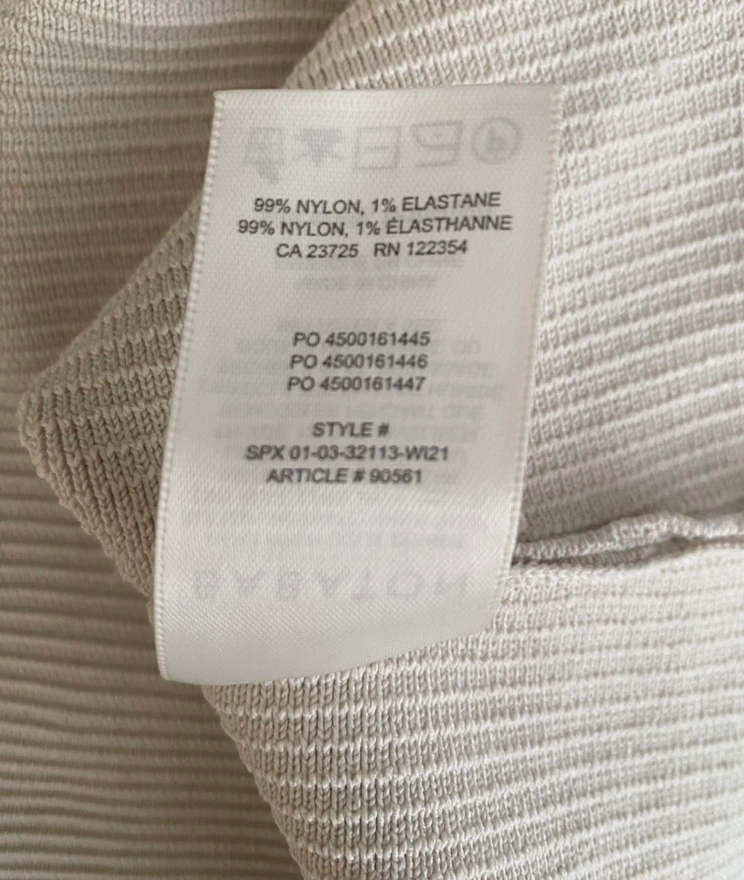 99% NYLON, 1% ELASTANE
99% NYLON, 1% ÉLASTHANNE
CA 23725 RN 122354
PO 4500161445
PO 4500161446
PO 4500161447
STYLE #
SPX 01-03-32113-WI21
ARTICLE # 90561
BABATON